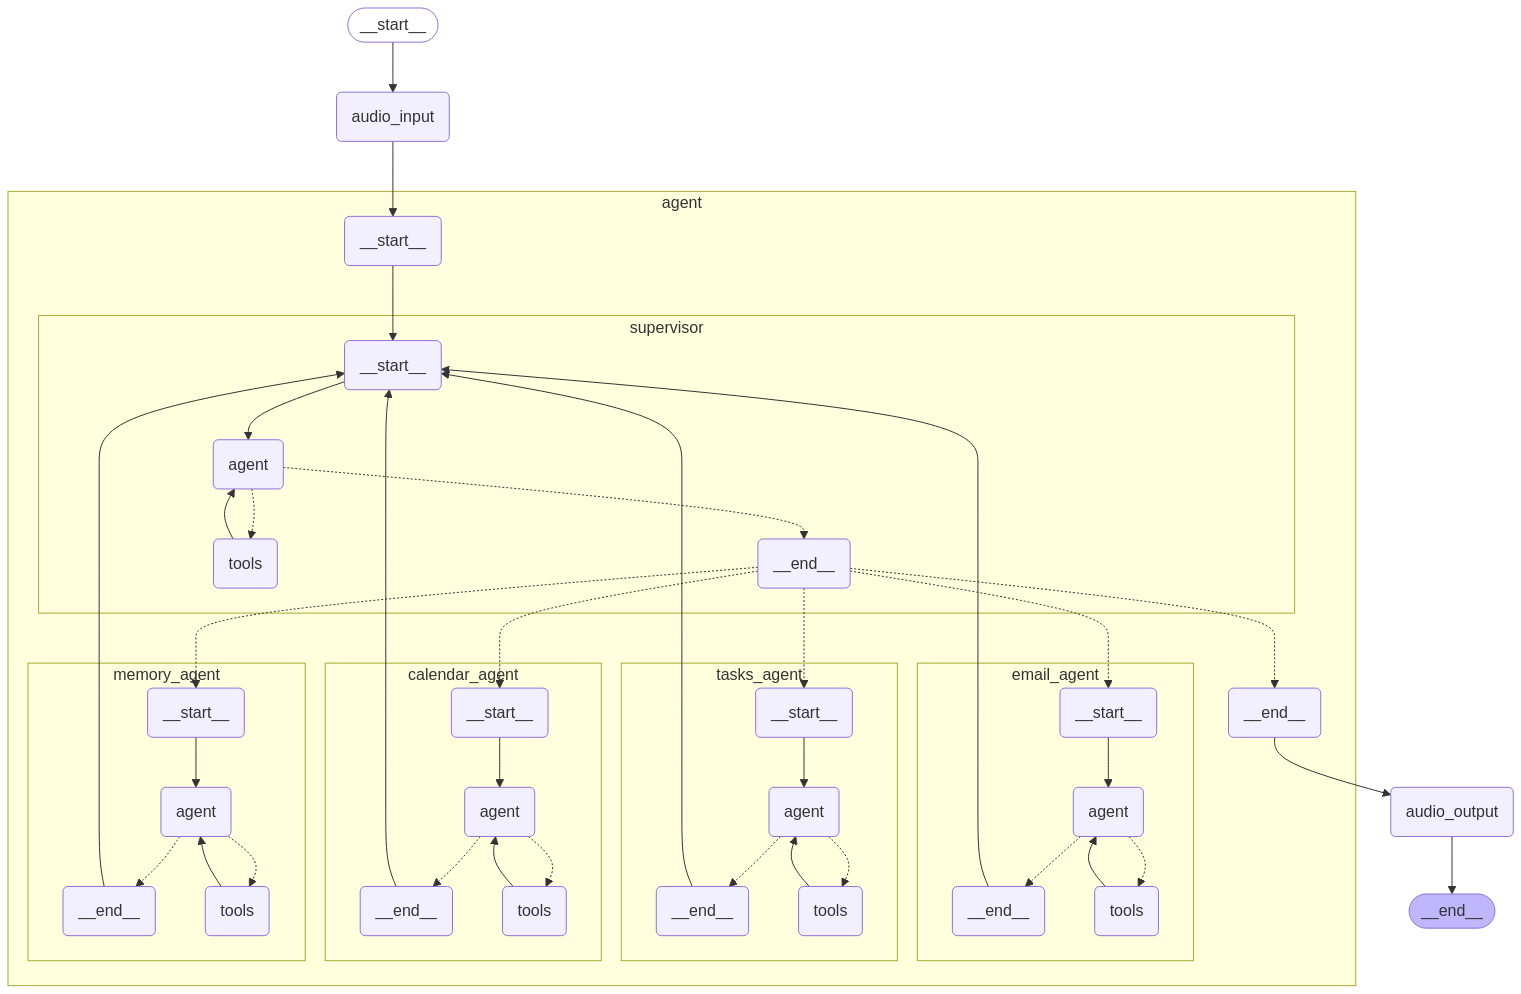 __start__
audio_input
agent
__start__
supervisor
__start__
agent
tools
__end__
memory_agent
calendar_agent
tasks_agent
email_agent
__start__
__start__
__start__
__start__
__end__
agent
agent
agent
agent
audio_output
__end__
tools
__end__
tools
__end__
tools
__end__
tools
__end__